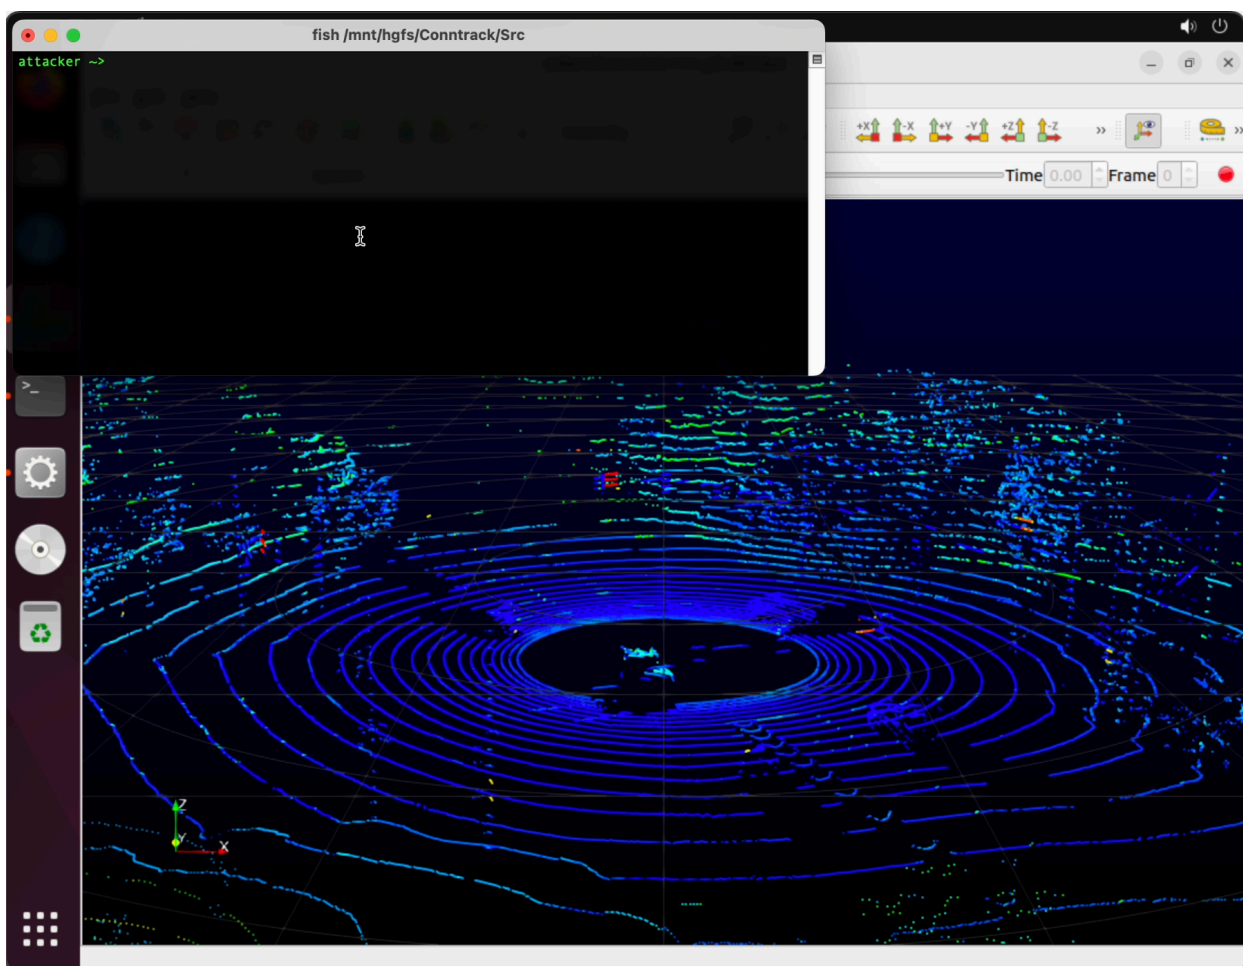 fish /mnt/hgfs/Conntrack/Src
attacker ~>
+X -X +Y -Y +Z -Z »
»
Time 0.00 Frame 0
>_
Z
Y
X